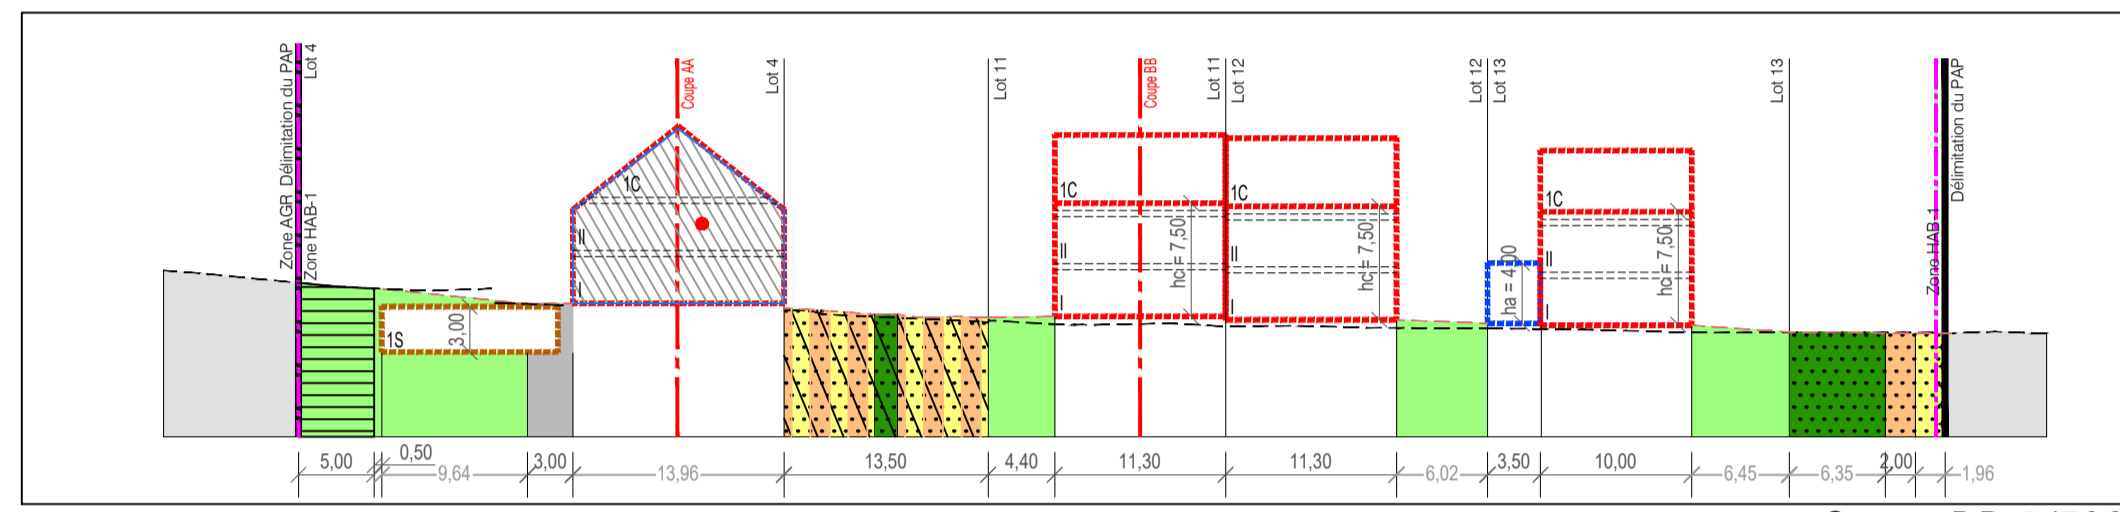 Zone AGR Délimitation du PAP
Zone HAB-1
Lot 4
Coupe AA
Lot 4
Lot 11
Coupe BB
Lot 11
Lot 12
Lot 12
Lot 13
Lot 13
Zone HAB-1
Délimitation du PAP
1C
II
I
1S
3,00
1C
II
I
hc = 7,50
1C
II
I
hc = 7,50
ha = 4,00
1C
II
I
hc = 7,50
5,00
0,50
9,64
3,00
13,96
13,50
4,40
11,30
11,30
6,02
3,50
10,00
6,45
6,35
2,00
1,96